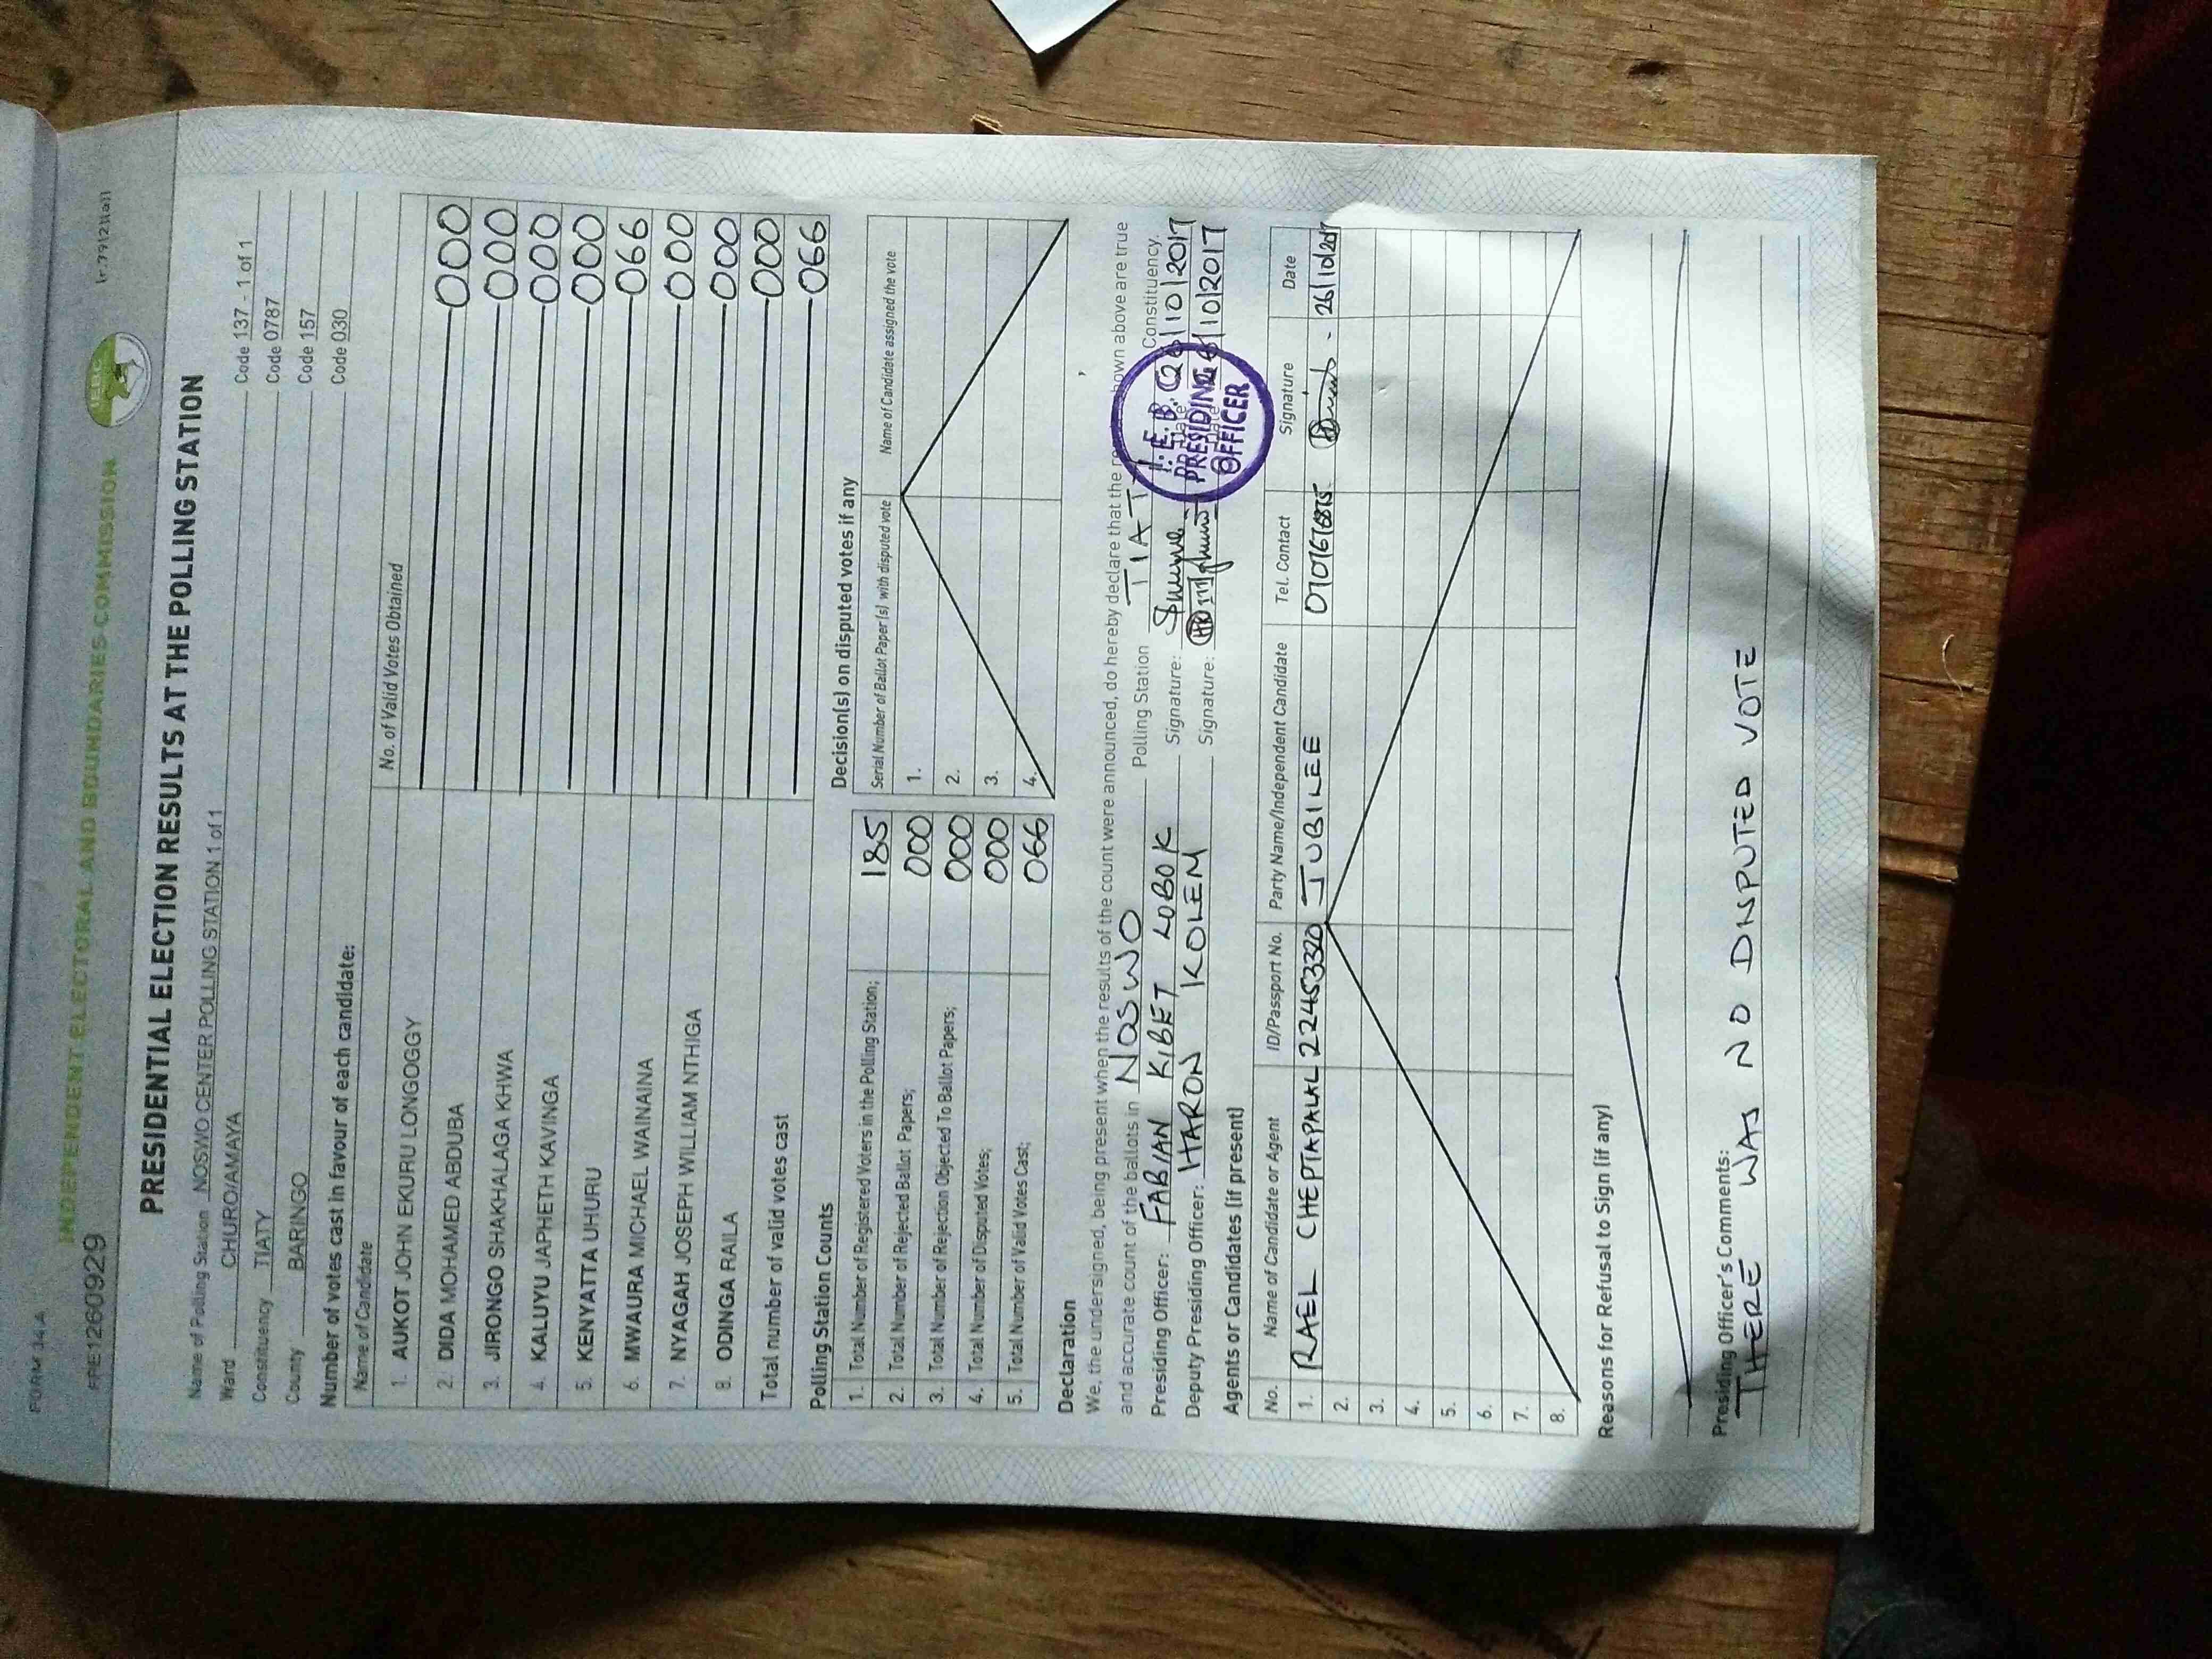 FORM 34A
INDEPENDENT ELECTORAL AND BOUNDARIES COMMISSION
PRE1260929
PRESIDENTIAL ELECTION RESULTS AT THE POLLING STATION
Name of Polling Station NOSWO CENTER POLLING STATION 1 of 1 Code 137 - 1 of 1
Ward CHURO/AMAYA Code 0787
Constituency TIATY Code 157
County BARINGO Code 030
Number of votes cast in favour of each candidate:
Name of Candidate No. of Valid Votes Obtained
1. AUKOT JOHN EKURU LONGOGGY 000
2. DIDA MOHAMED ABDUBA 000
3. JIRONGO SHAKHALAGA KHWA 000
4. KALUYU JAPHETH KAVINGA 000
5. KENYATTA UHURU 066
6. MWAURA MICHAEL WAINAINA 000
7. NYAGAH JOSEPH WILLIAM NTHIGA 000
8. ODINGA RAILA 000
Total number of valid votes cast 066
Polling Station Counts
1. Total Number of Registered Voters in the Polling Station; 185
2. Total Number of Rejected Ballot Papers; 000
3. Total Number of Rejection Objected To Ballot Papers; 000
4. Total Number of Disputed Votes; 000
5. Total Number of Valid Votes Cast; 066
Decision(s) on disputed votes if any
Serial Number of Ballot Paper(s) with disputed vote Name of Candidate assigned the vote
1.
2.
3.
4.
Declaration
We, the undersigned, being present when the results of the count were announced, do hereby declare that the results shown above are true
and accurate count of the ballots in NOSWO Polling Station TIATY Constituency.
Presiding Officer: FABIAN KIBET LOBOK Signature: Date: 26/10/2017
Deputy Presiding Officer: HARON KOLEM Signature: Date: 26/10/2017
I.E.B.C
PRESIDING
OFFICER
Agents or Candidates (if present)
No. Name of Candidate or Agent ID/Passport No. Party Name/Independent Candidate Tel. Contact Signature Date
1. RAEL CHEPTAPALAL JUBILEE 26/10/2017
2.
3.
4.
5.
6.
7.
8.
Reasons for Refusal to Sign (if any)
Presiding Officer's Comments:
THERE WAS NO DINPUTED VOTE